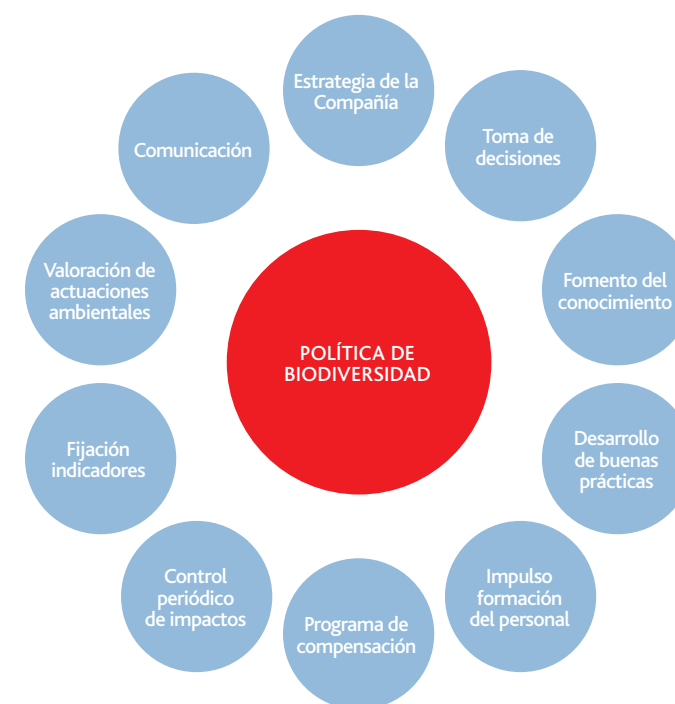 Estrategia de la
Compañía
Toma de
decisiones
Fomento del
conocimiento
Desarrollo
de buenas
prácticas
Impulso
formación
del personal
Programa de
compensación
Control
periódico
de impactos
Fijación
indicadores
Valoración de
actuaciones
ambientales
Comunicación
POLÍTICA DE
BIODIVERSIDAD